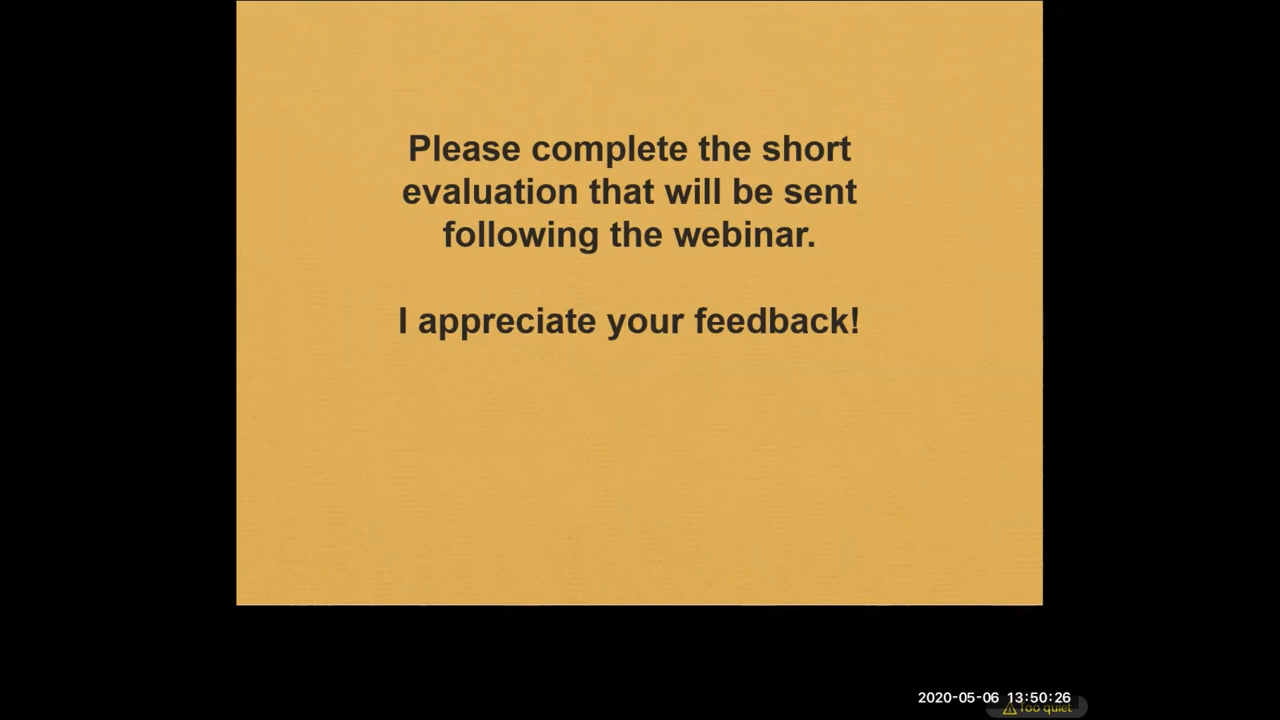 Please complete the short
evaluation that will be sent
following the webinar.
I appreciate your feedback!
2020-05-06 13:50:26
Too quiet